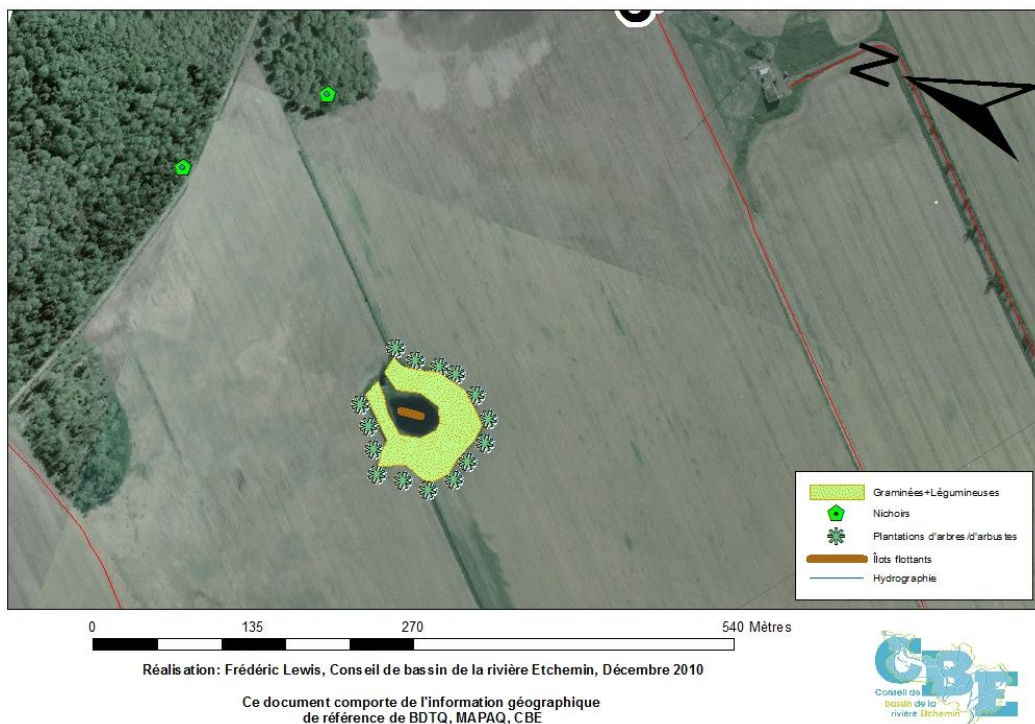 N
Graminées+Légumineuses
Nichoirs
Plantations d'arbres/d'arbustes
Îlots flottants
Hydrographie
0 135 270 540 Mètres
Réalisation: Frédéric Lewis, Conseil de bassin de la rivière Etchemin, Décembre 2010
Ce document comporte de l'information géographique
de référence de BDTQ, MAPAQ, CBE
CBE
Conseil de
bassin de la
rivière Etchemin